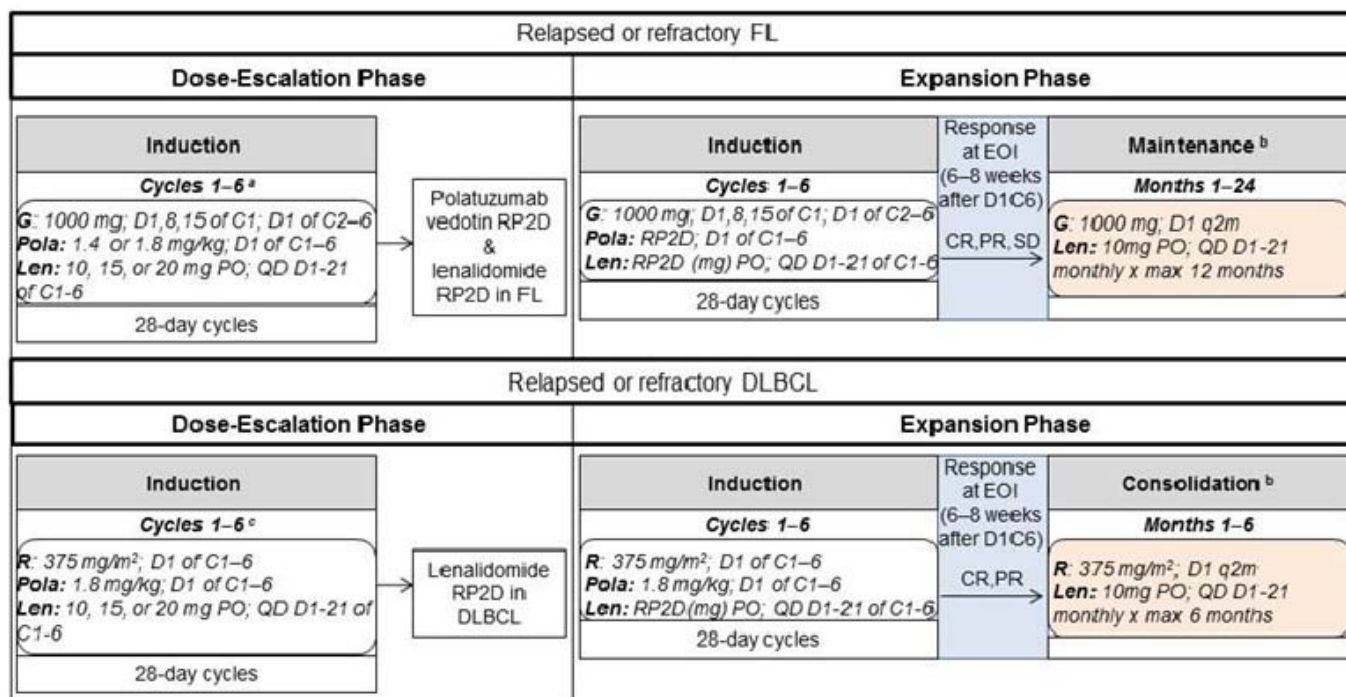 Relapsed or refractory FL
Dose-Escalation Phase
Expansion Phase
Induction
Cycles 1–6 a
G: 1000 mg; D1,8,15 of C1; D1 of C2–6
Pola: 1.4 or 1.8 mg/kg; D1 of C1–6
Len: 10, 15, or 20 mg PO; QD D1-21
of C1-6
28-day cycles
Polatuzumab
vedotin RP2D
&
lenalidomide
RP2D in FL
Induction
Cycles 1–6
G: 1000 mg; D1,8,15 of C1; D1 of C2–6
Pola: RP2D; D1 of C1–6
Len: RP2D (mg) PO; QD D1-21 of C1-6
28-day cycles
Response
at EOI
(6–8 weeks
after D1C6)
CR,PR,SD
Maintenance b
Months 1–24
G: 1000 mg; D1 q2m
Len: 10mg PO; QD D1-21
monthly x max 12 months
Relapsed or refractory DLBCL
Dose-Escalation Phase
Expansion Phase
Induction
Cycles 1–6 c
R: 375 mg/m²; D1 of C1–6
Pola: 1.8 mg/kg; D1 of C1–6
Len: 10, 15, or 20 mg PO; QD D1-21 of
C1-6
28-day cycles
Lenalidomide
RP2D in
DLBCL
Induction
Cycles 1–6
R: 375 mg/m²; D1 of C1–6
Pola: 1.8 mg/kg; D1 of C1–6
Len: RP2D (mg) PO; QD D1-21 of C1-6
28-day cycles
Response
at EOI
(6–8 weeks
after D1C6)
CR,PR
Consolidation b
Months 1–6
R: 375 mg/m²; D1 q2m
Len: 10mg PO; QD D1-21
monthly x max 6 months